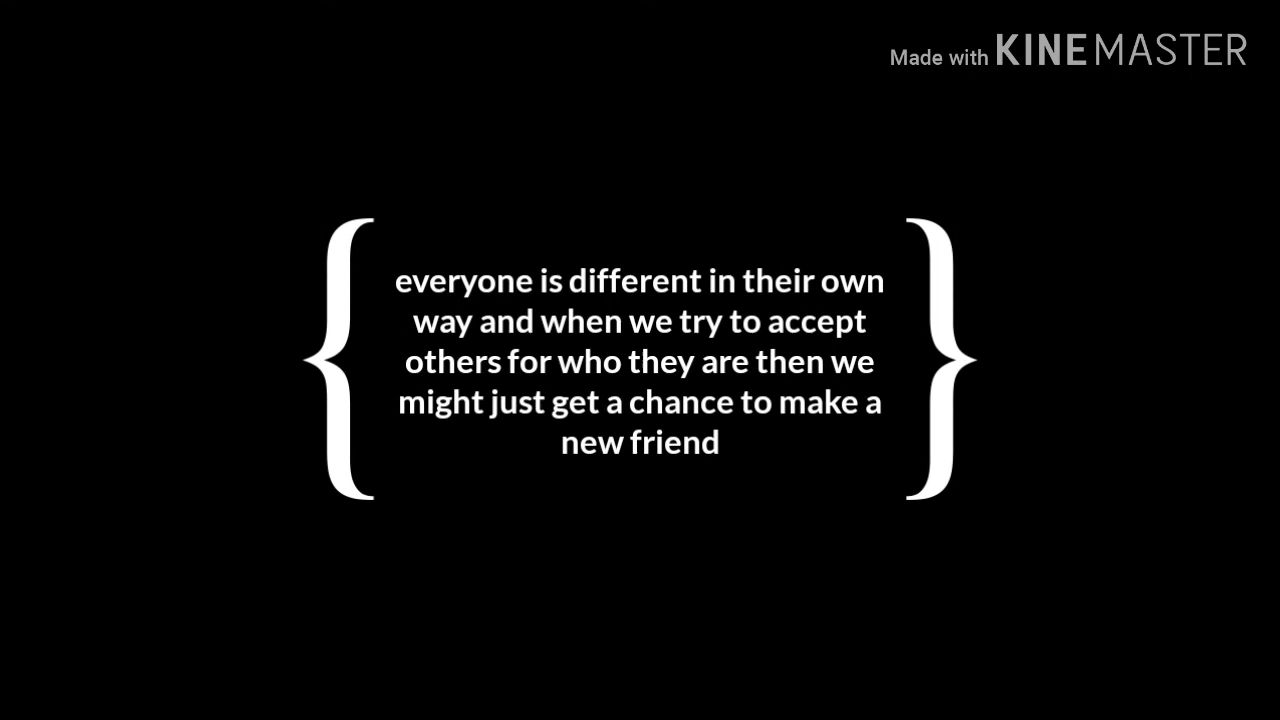 Made with KINEMASTER
everyone is different in their own
way and when we try to accept
others for who they are then we
might just get a chance to make a
new friend